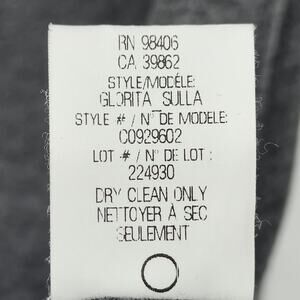 RN 98406
CA 39862
STYLE/MODÈLE:
GLORITA SULLA
STYLE # / N° DE MODELE:
C0929602
LOT # / N° DE LOT :
224930
DRY CLEAN ONLY
NETTOYER À SEC
SEULEMENT